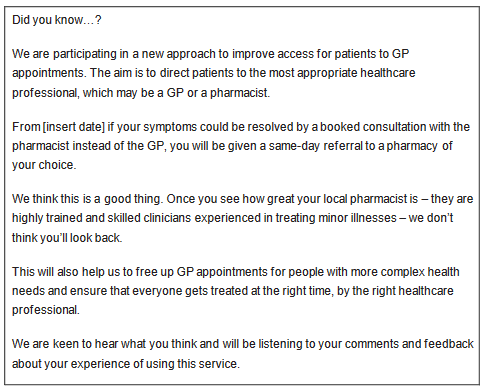 Did you know…?
We are participating in a new approach to improve access for patients to GP
appointments. The aim is to direct patients to the most appropriate healthcare
professional, which may be a GP or a pharmacist.
From [insert date] if your symptoms could be resolved by a booked consultation with the
pharmacist instead of the GP, you will be given a same-day referral to a pharmacy of
your choice.
We think this is a good thing. Once you see how great your local pharmacist is – they are
highly trained and skilled clinicians experienced in treating minor illnesses – we don’t
think you’ll look back.
This will also help us to free up GP appointments for people with more complex health
needs and ensure that everyone gets treated at the right time, by the right healthcare
professional.
We are keen to hear what you think and will be listening to your comments and feedback
about your experience of using this service.